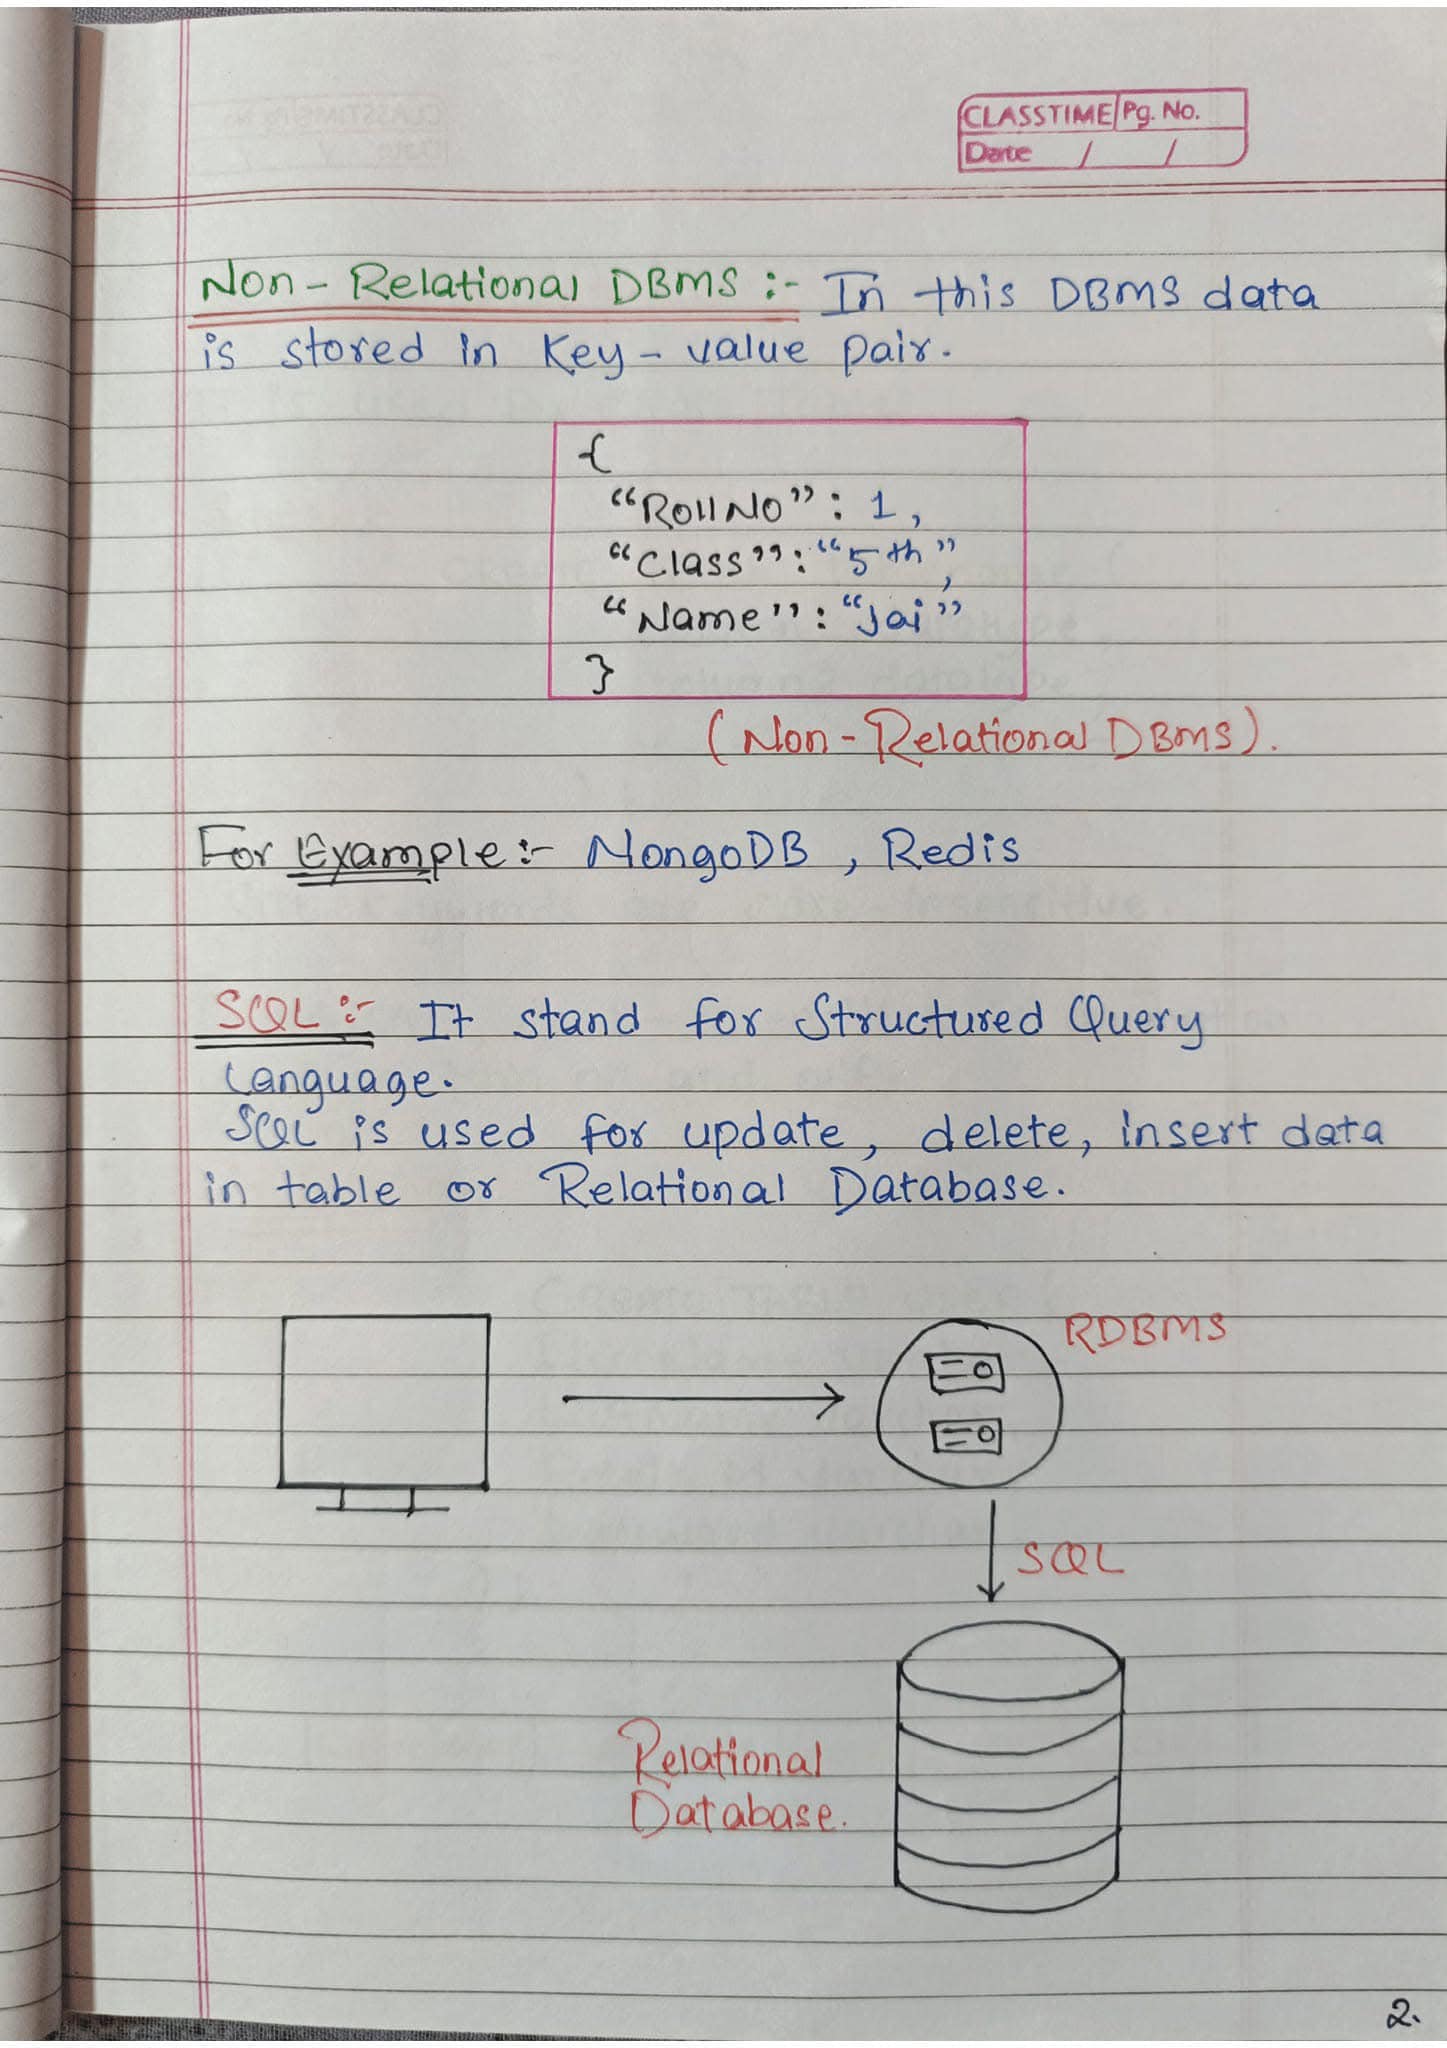 CLASSTIME Pg. No.
Date / /
Non - Relational DBMS :- In this DBMS data
is stored in Key - value pair.
{
"RollNo" : 1,
"Class" : "5th",
"Name" : "Jai"
}
(Non - Relational DBMS).
For Example :- MongoDB , Redis
SQL :- It stand for Structured Query
Language.
SQL is used for update, delete, insert data
in table or Relational Database.
RDBMS
SQL
Relational
Database.
2.